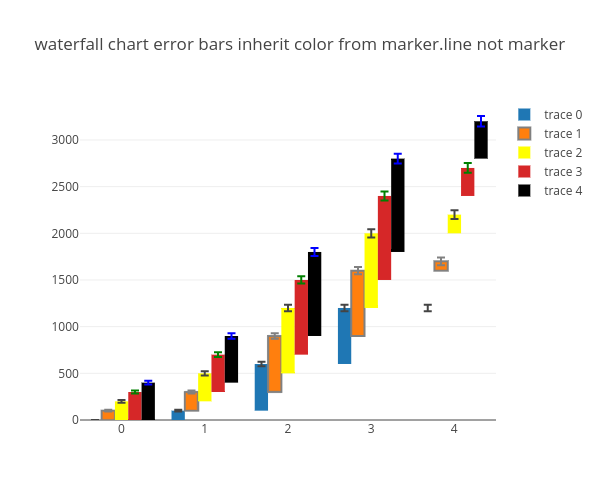 waterfall chart error bars inherit color from marker.line not marker
trace 0
trace 1
trace 2
trace 3
trace 4
3000
2500
2000
1500
1000
500
0
0 1 2 3 4